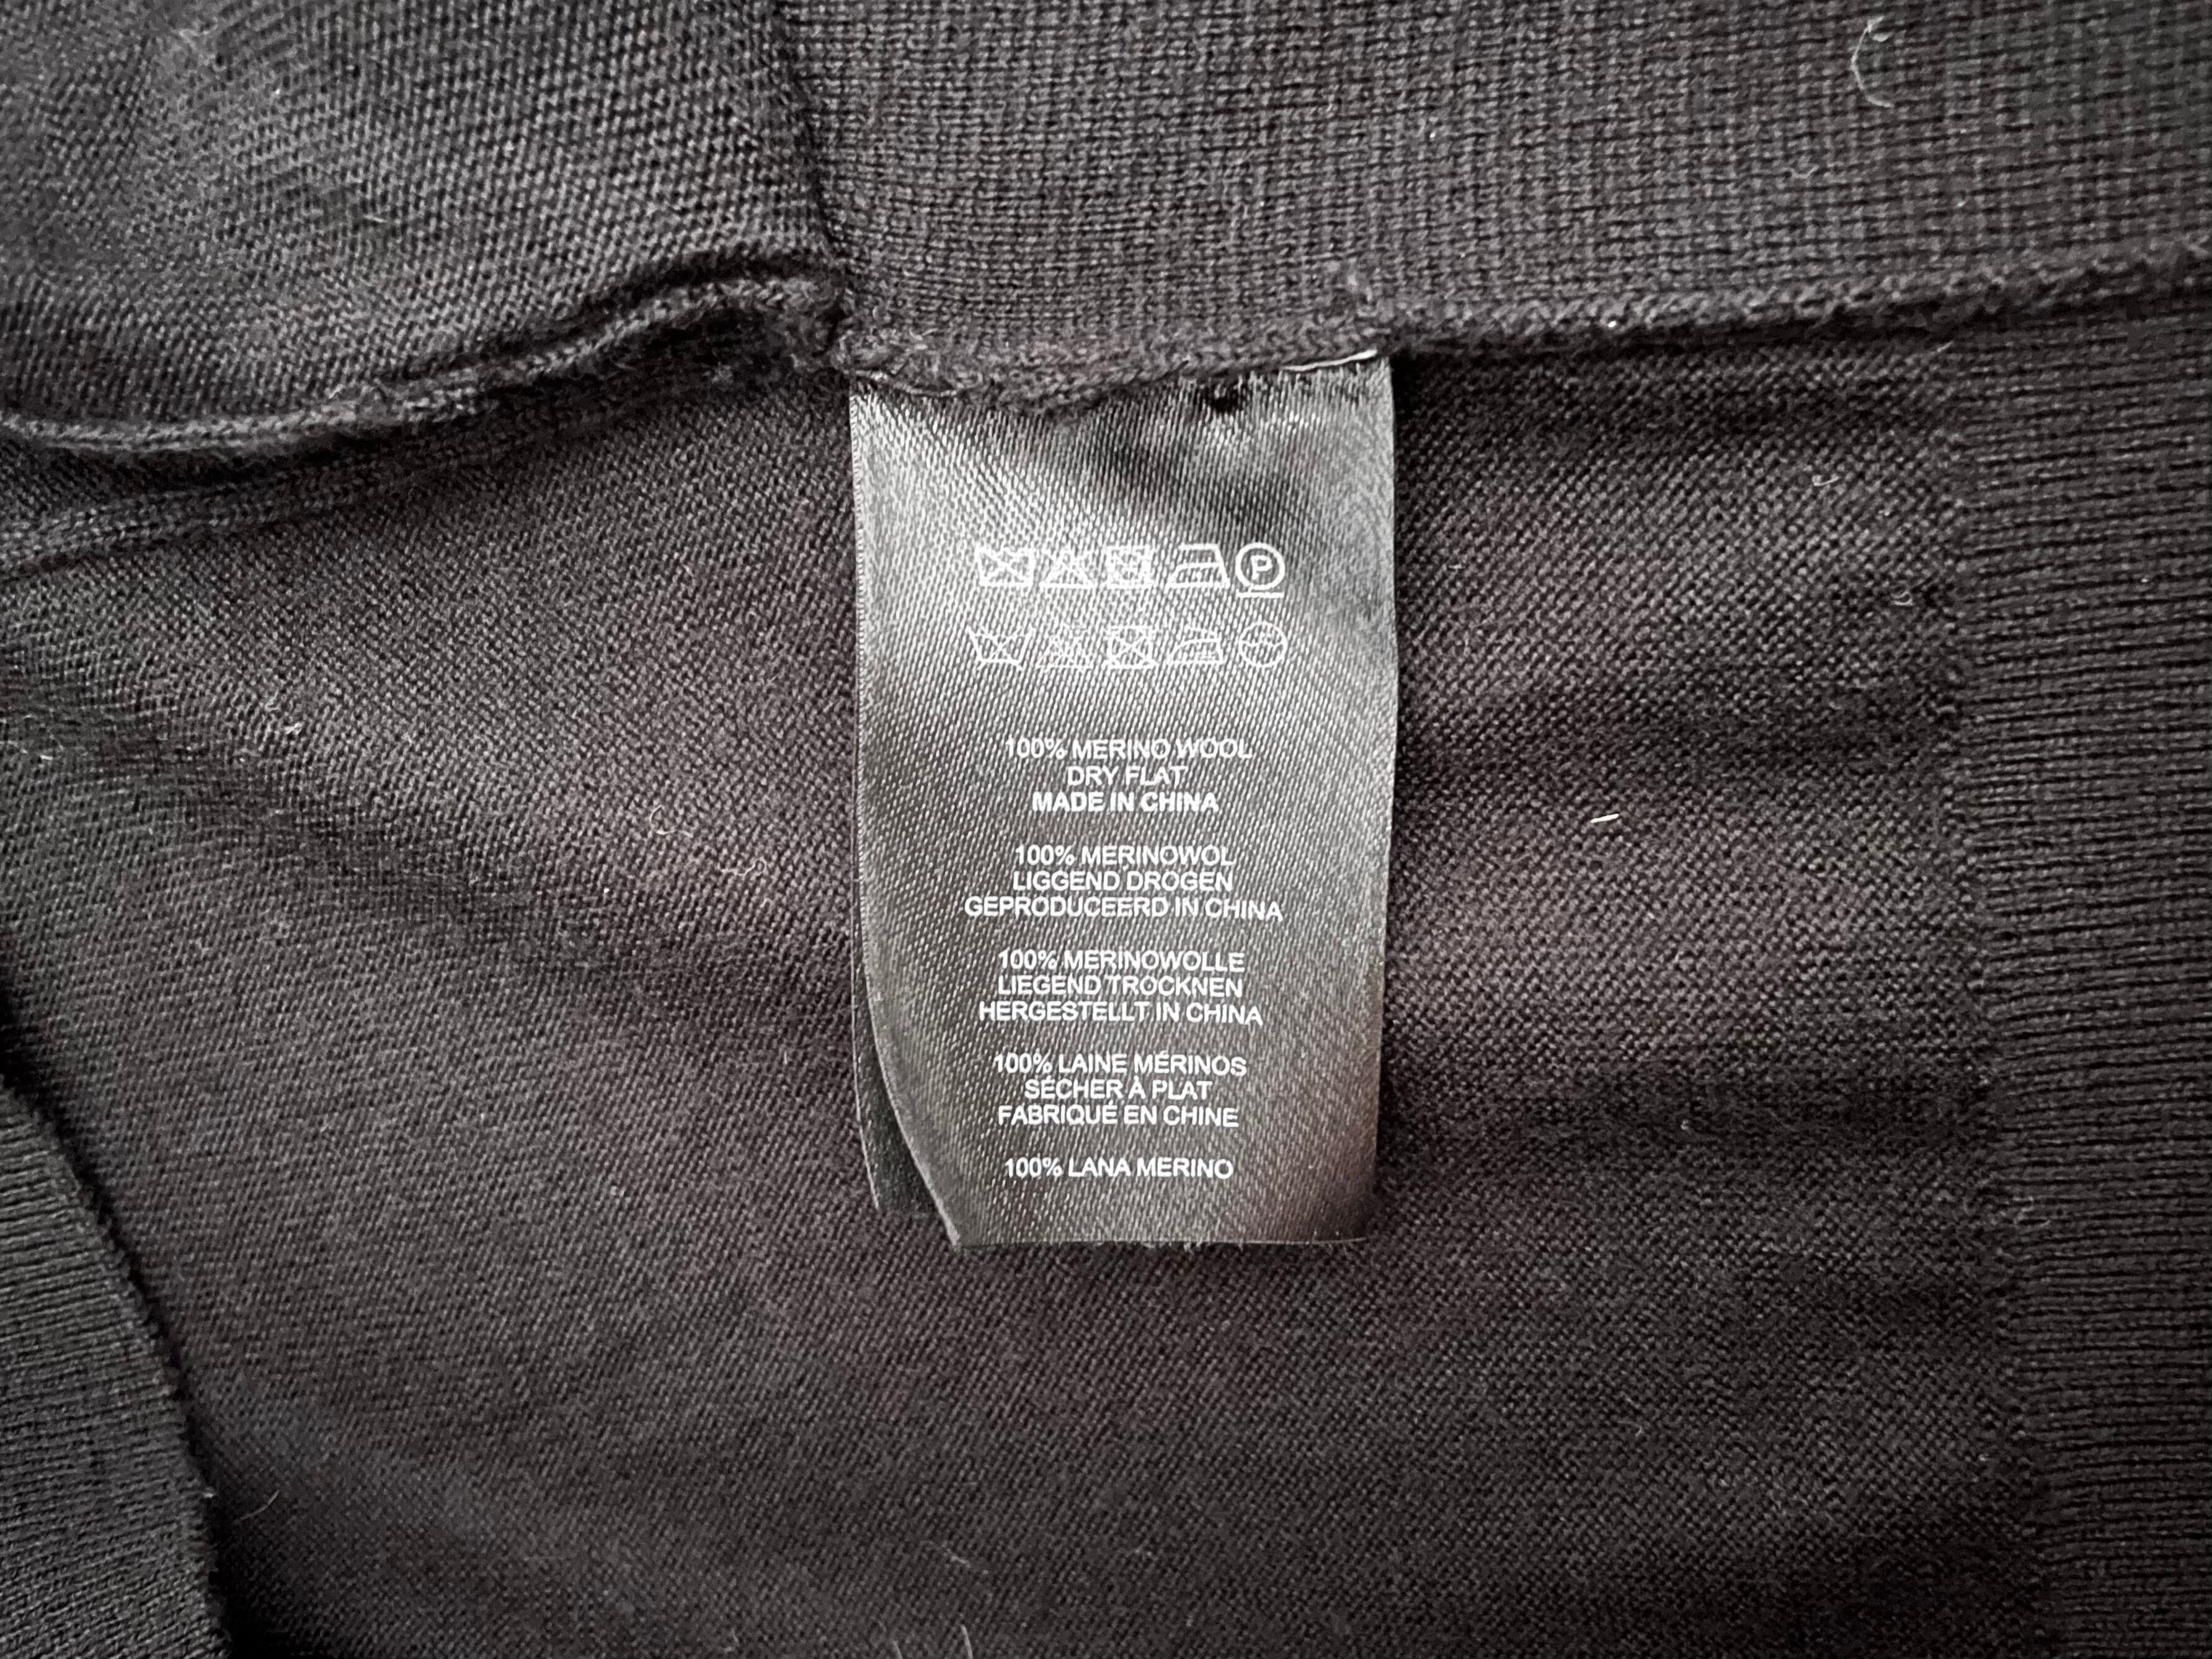 P
100% MERINO WOOL
DRY FLAT
MADE IN CHINA
100% MERINOWOL
LIGGEND DROGEN
GEPRODUCEERD IN CHINA
100% MERINOWOLLE
LIEGEND TROCKNEN
HERGESTELLT IN CHINA
100% LAINE MÉRINOS
SÉCHER À PLAT
FABRIQUÉ EN CHINE
100% LANA MERINO